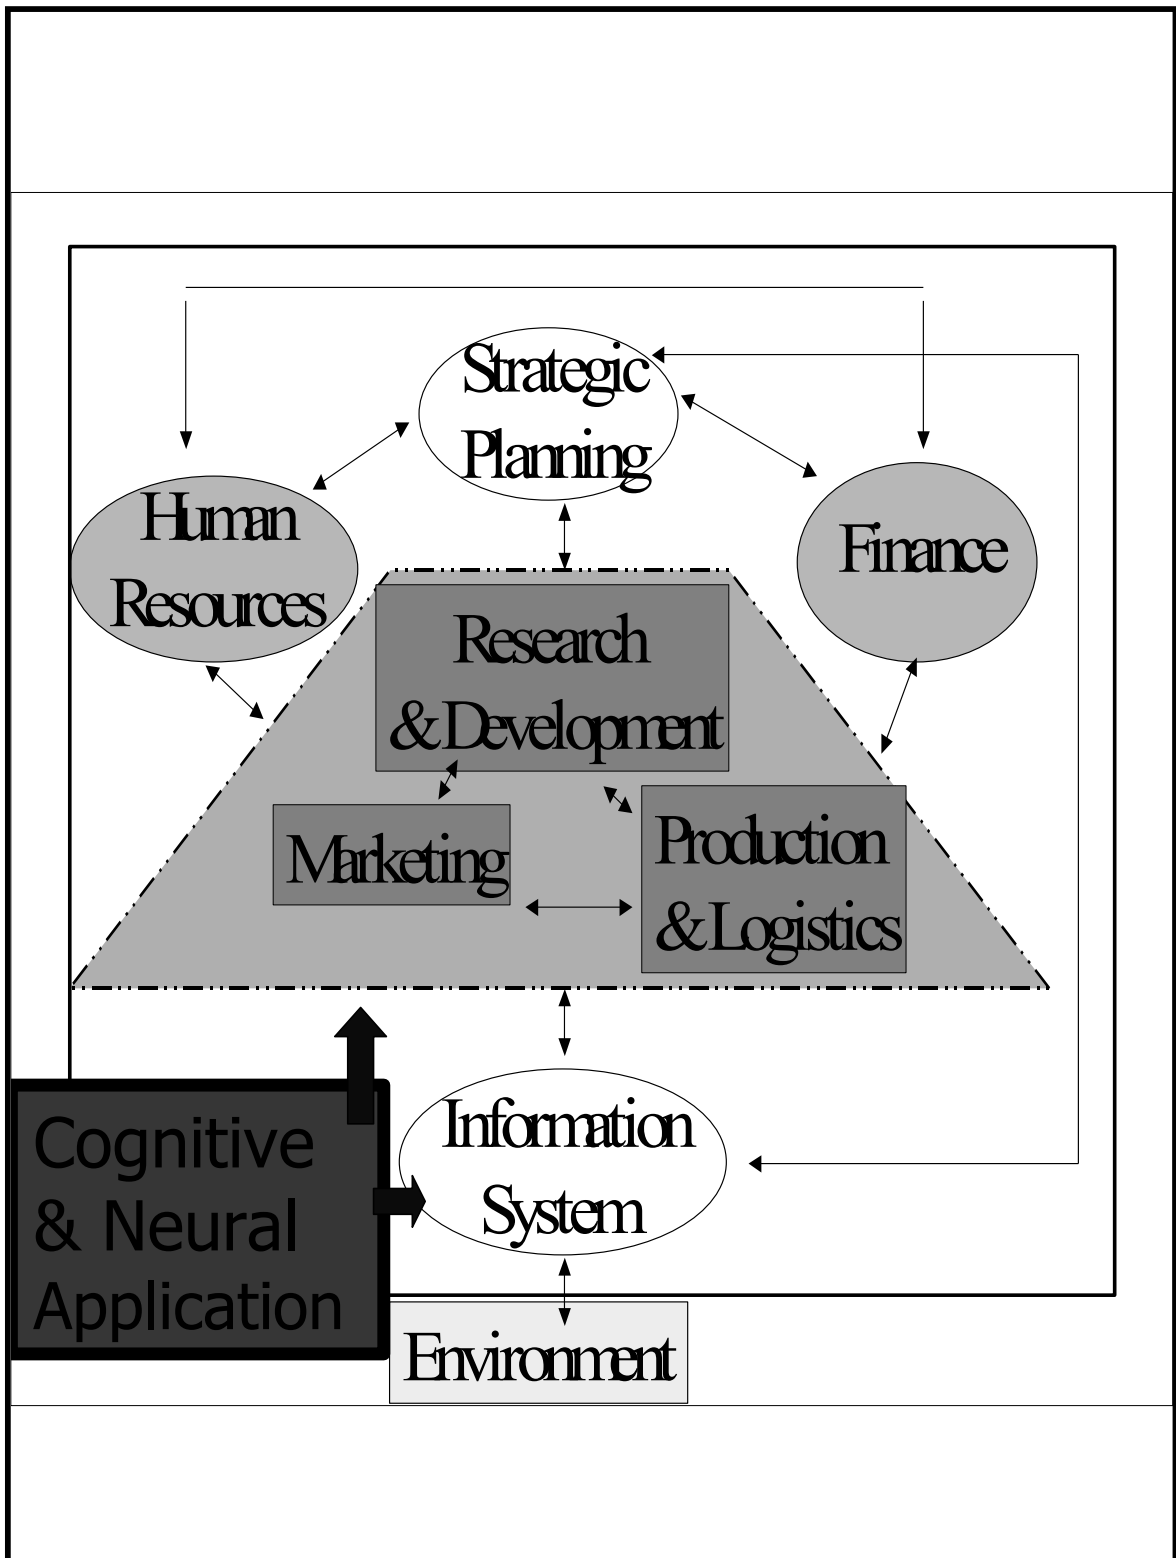 Strategic
Planning
Human
Resources
Finance
Research
& Development
Marketing
Production
& Logistics
Information
System
Cognitive
& Neural
Application
Environment